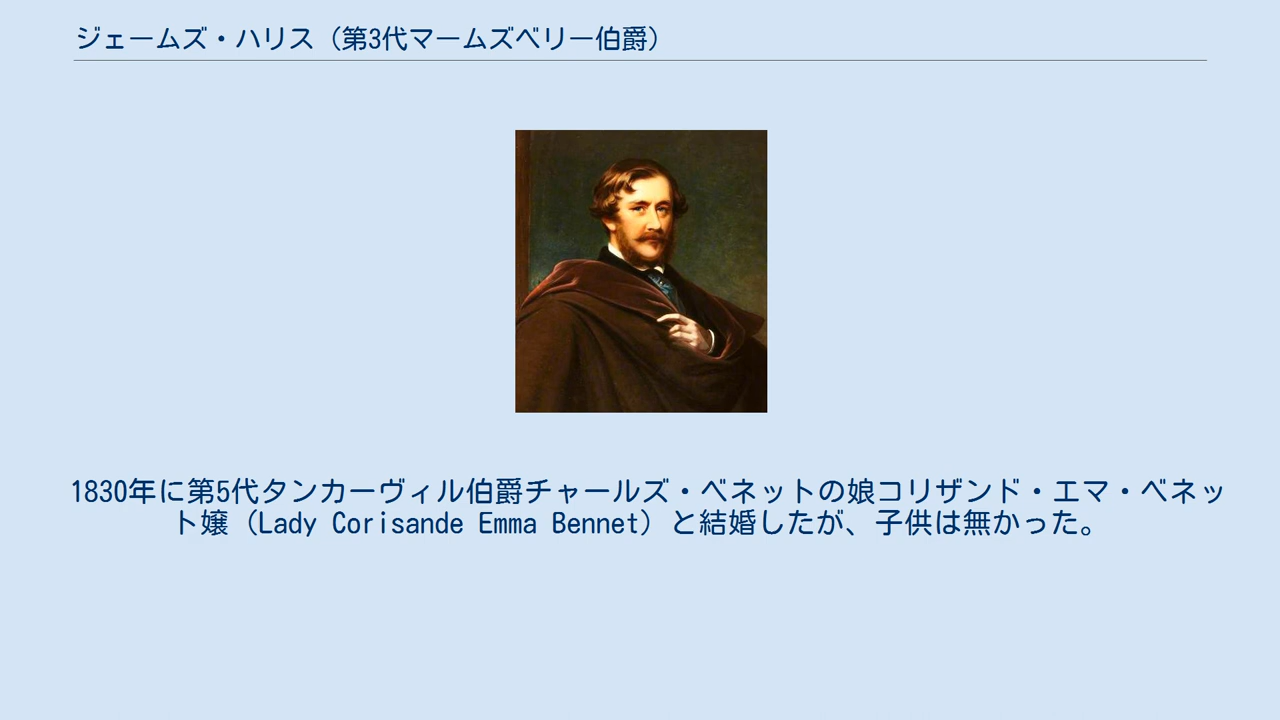 ジェームズ・ハリス（第3代マームズベリー伯爵）
1830年に第5代タンカーヴィル伯爵チャールズ・ベネットの娘コリザンド・エマ・ベネッ
ト嬢（Lady Corisande Emma Bennet）と結婚したが、子供は無かった。